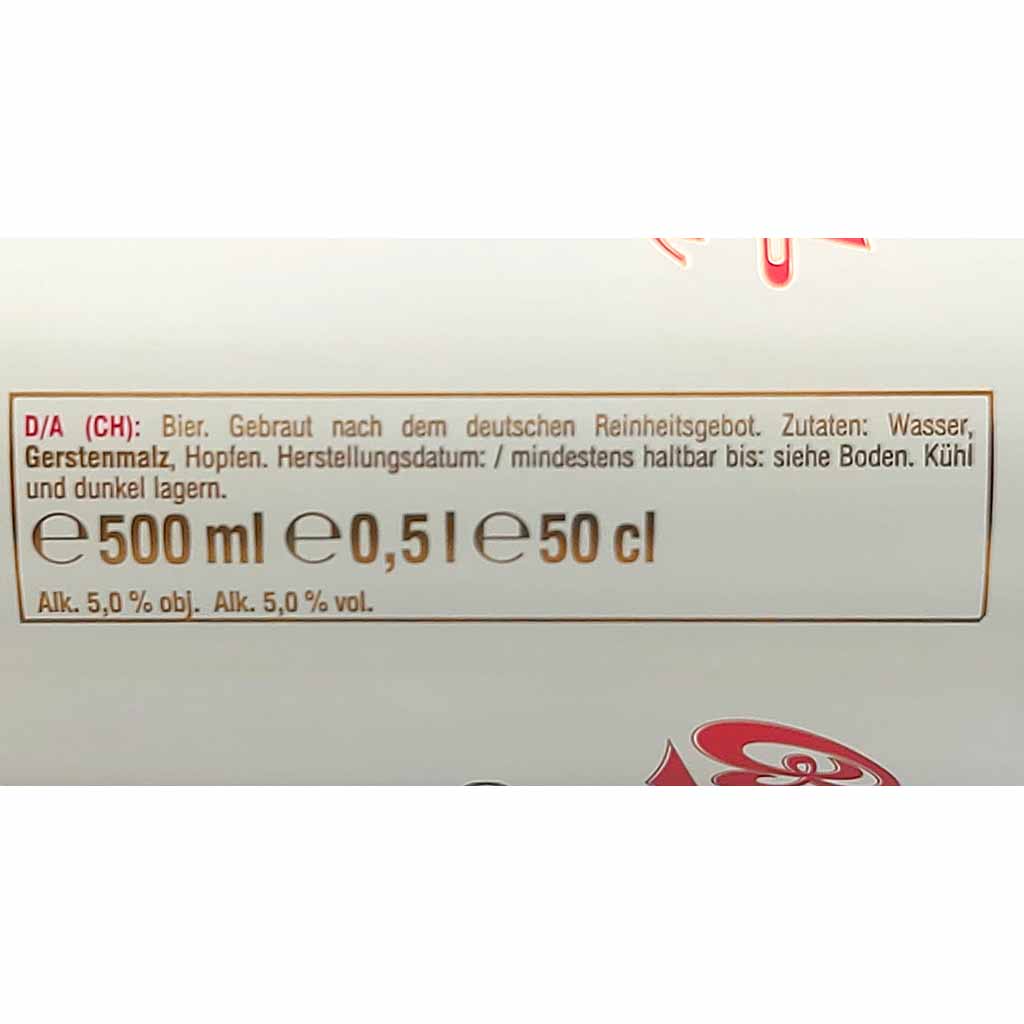 D/A (CH): Bier. Gebraut nach dem deutschen Reinheitsgebot. Zutaten: Wasser,
Gerstenmalz, Hopfen. Herstellungsdatum: / mindestens haltbar bis: siehe Boden. Kühl
und dunkel lagern.
℮500 ml ℮0,5 l ℮50 cl
Alk. 5,0 % obj. Alk. 5,0 % vol.